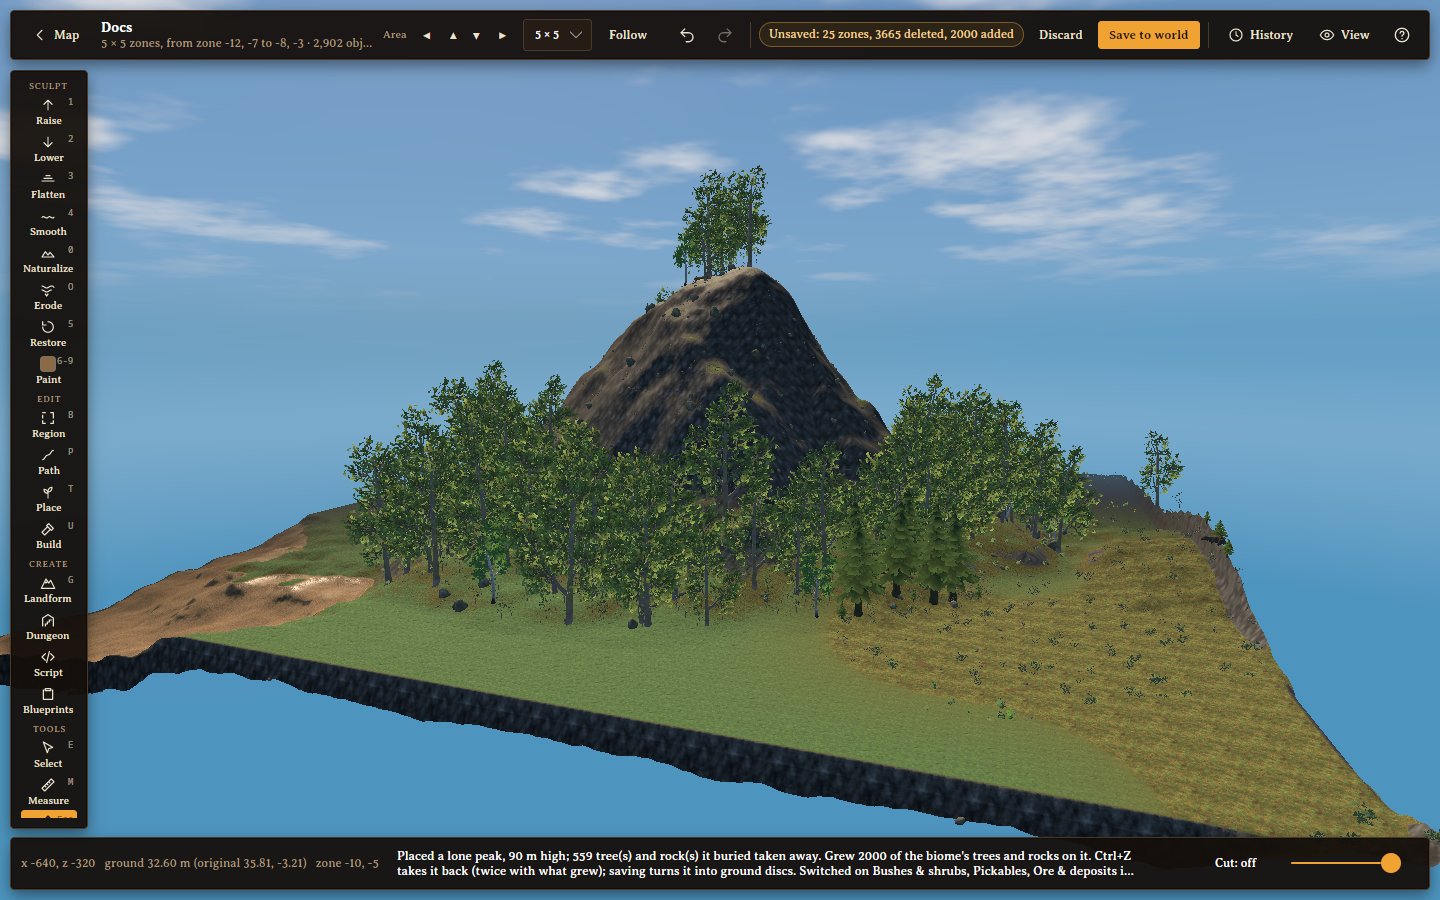 Map
Docs
5 × 5 zones, from zone -12, -7 to -8, -3 · 2,902 obj...
Area
5 × 5
Follow
Unsaved: 25 zones, 3665 deleted, 2000 added
Discard
Save to world
History
View
SCULPT
1
Raise
2
Lower
3
Flatten
4
Smooth
0
Naturalize
O
Erode
5
Restore
6-9
Paint
EDIT
B
Region
P
Path
T
Place
U
Build
CREATE
G
Landform
Dungeon
Script
Blueprints
TOOLS
E
Select
M
Measure
x -640, z -320 ground 32.60 m (original 35.81, -3.21) zone -10, -5
Placed a lone peak, 90 m high; 559 tree(s) and rock(s) it buried taken away. Grew 2000 of the biome's trees and rocks on it. Ctrl+Z
takes it back (twice with what grew); saving turns it into ground discs. Switched on Bushes & shrubs, Pickables, Ore & deposits i...
Cut: off